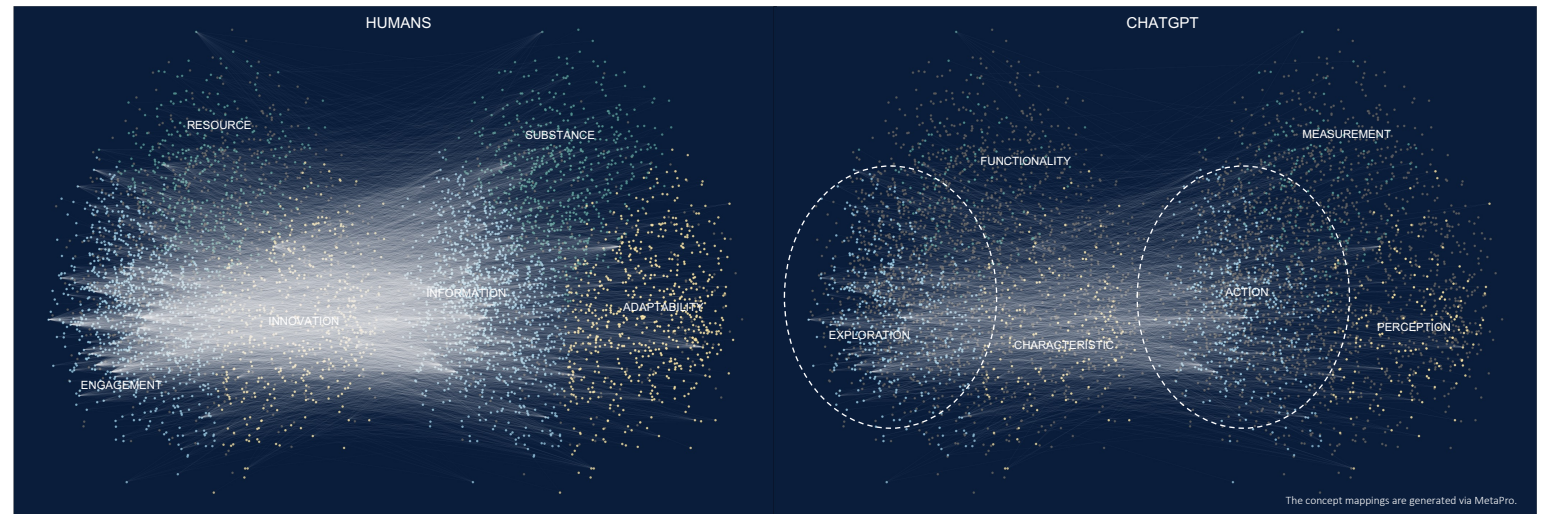 HUMANS
RESOURCE
SUBSTANCE
INFORMATION
ADAPTABILITY
INNOVATION
ENGAGEMENT
CHATGPT
MEASUREMENT
FUNCTIONALITY
ACTION
PERCEPTION
EXPLORATION
CHARACTERISTIC
The concept mappings are generated via MetaPro.